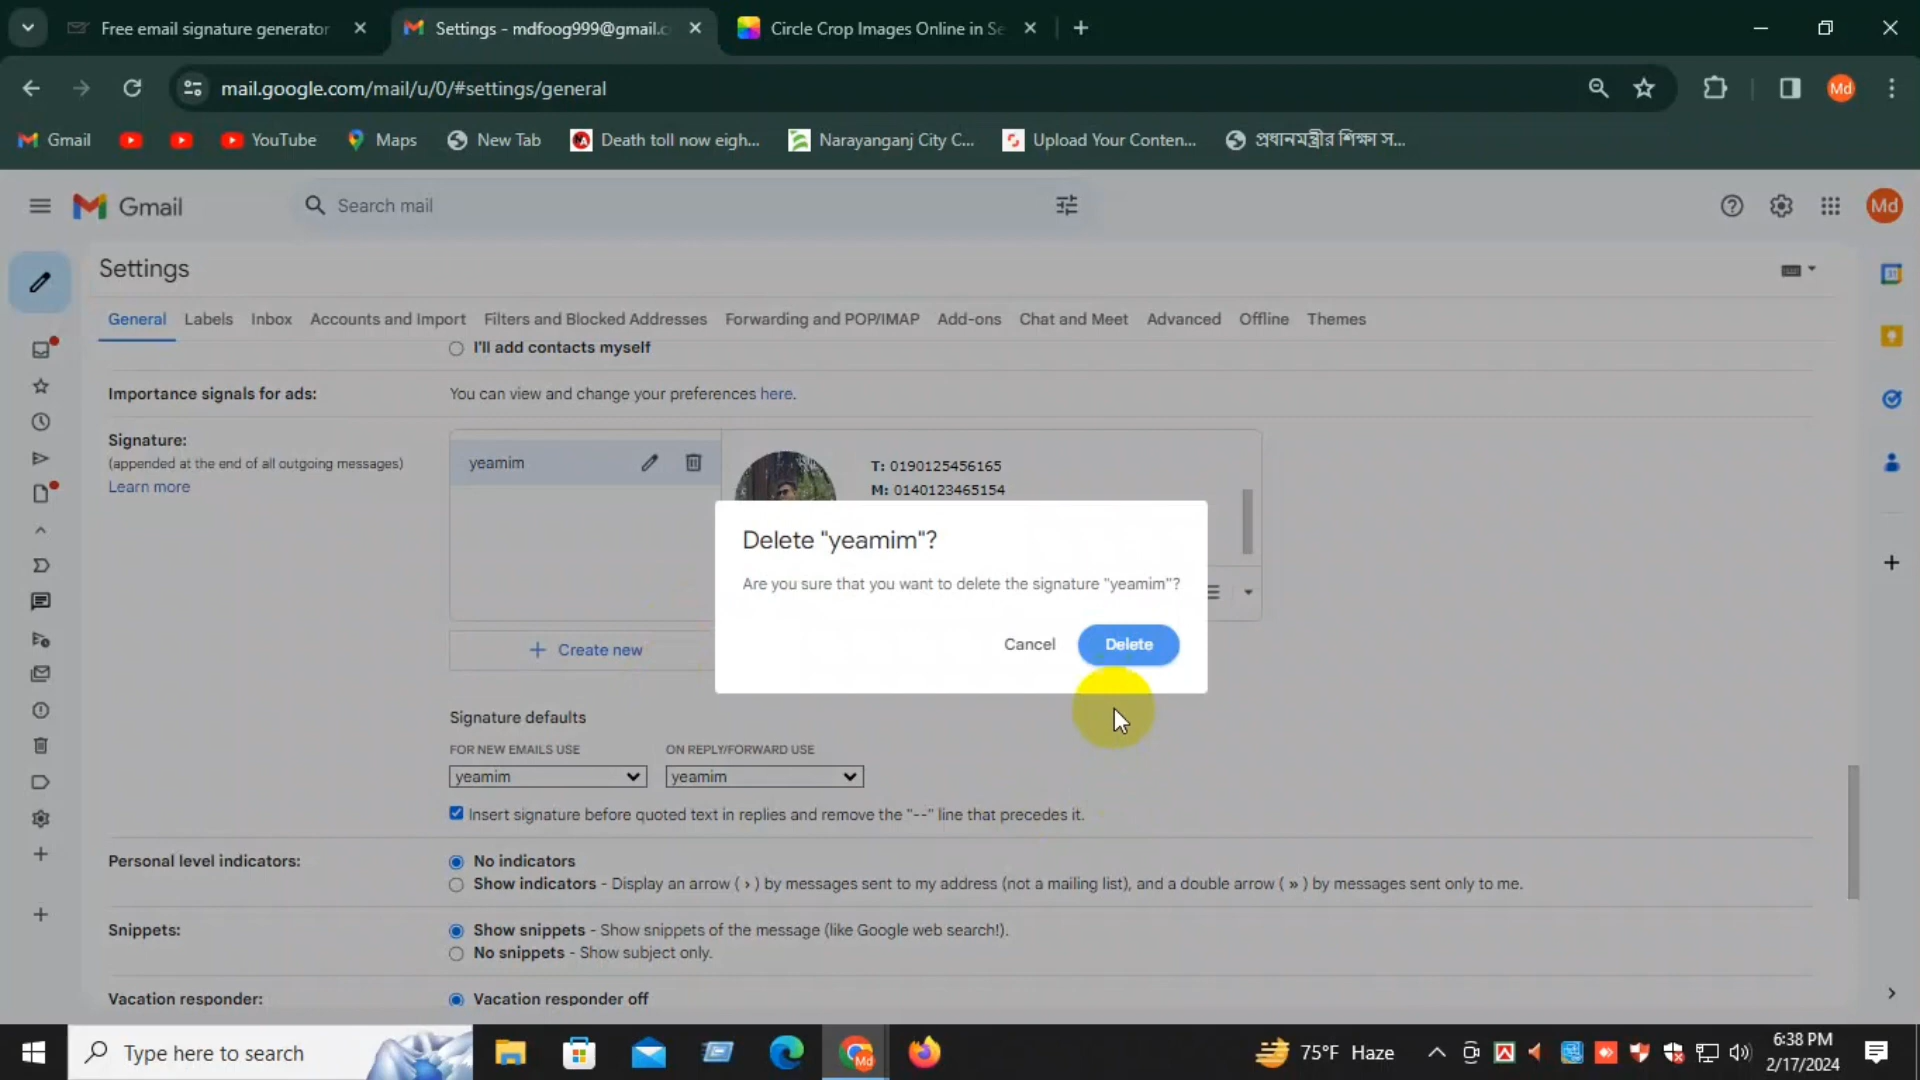 Free email signature generator
Settings - mdfoog999@gmail.c
Circle Crop Images Online in Se
mail.google.com/mail/u/0/#settings/general
Md
Gmail
YouTube
Maps
New Tab
Death toll now eigh...
Narayanganj City C...
Upload Your Conten...
প্রধানমন্ত্রীর শিক্ষা স...
Gmail
Search mail
Md
Settings
General Labels Inbox Accounts and Import Filters and Blocked Addresses Forwarding and POP/IMAP Add-ons Chat and Meet Advanced Offline Themes
I'll add contacts myself
Importance signals for ads:
You can view and change your preferences here.
Signature:
(appended at the end of all outgoing messages)
Learn more
yeamim
T: 0190125456165
M: 0140123465154
Delete "yeamim"?
Are you sure that you want to delete the signature "yeamim"?
Cancel
Delete
Create new
Signature defaults
FOR NEW EMAILS USE
ON REPLY/FORWARD USE
yeamim
yeamim
Insert signature before quoted text in replies and remove the "--" line that precedes it.
Personal level indicators:
No indicators
Show indicators - Display an arrow ( › ) by messages sent to my address (not a mailing list), and a double arrow ( » ) by messages sent only to me.
Snippets:
Show snippets - Show snippets of the message (like Google web search!).
No snippets - Show subject only.
Vacation responder:
Vacation responder off
Type here to search
Md
75°F Haze
6:38 PM
2/17/2024